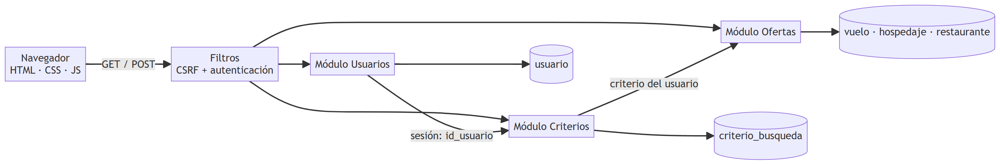 Navegador
HTML · CSS · JS
GET / POST
Filtros
CSRF + autenticación
Módulo Usuarios
usuario
Módulo Ofertas
vuelo · hospedaje · restaurante
criterio del usuario
sesión: id_usuario
Módulo Criterios
criterio_busqueda